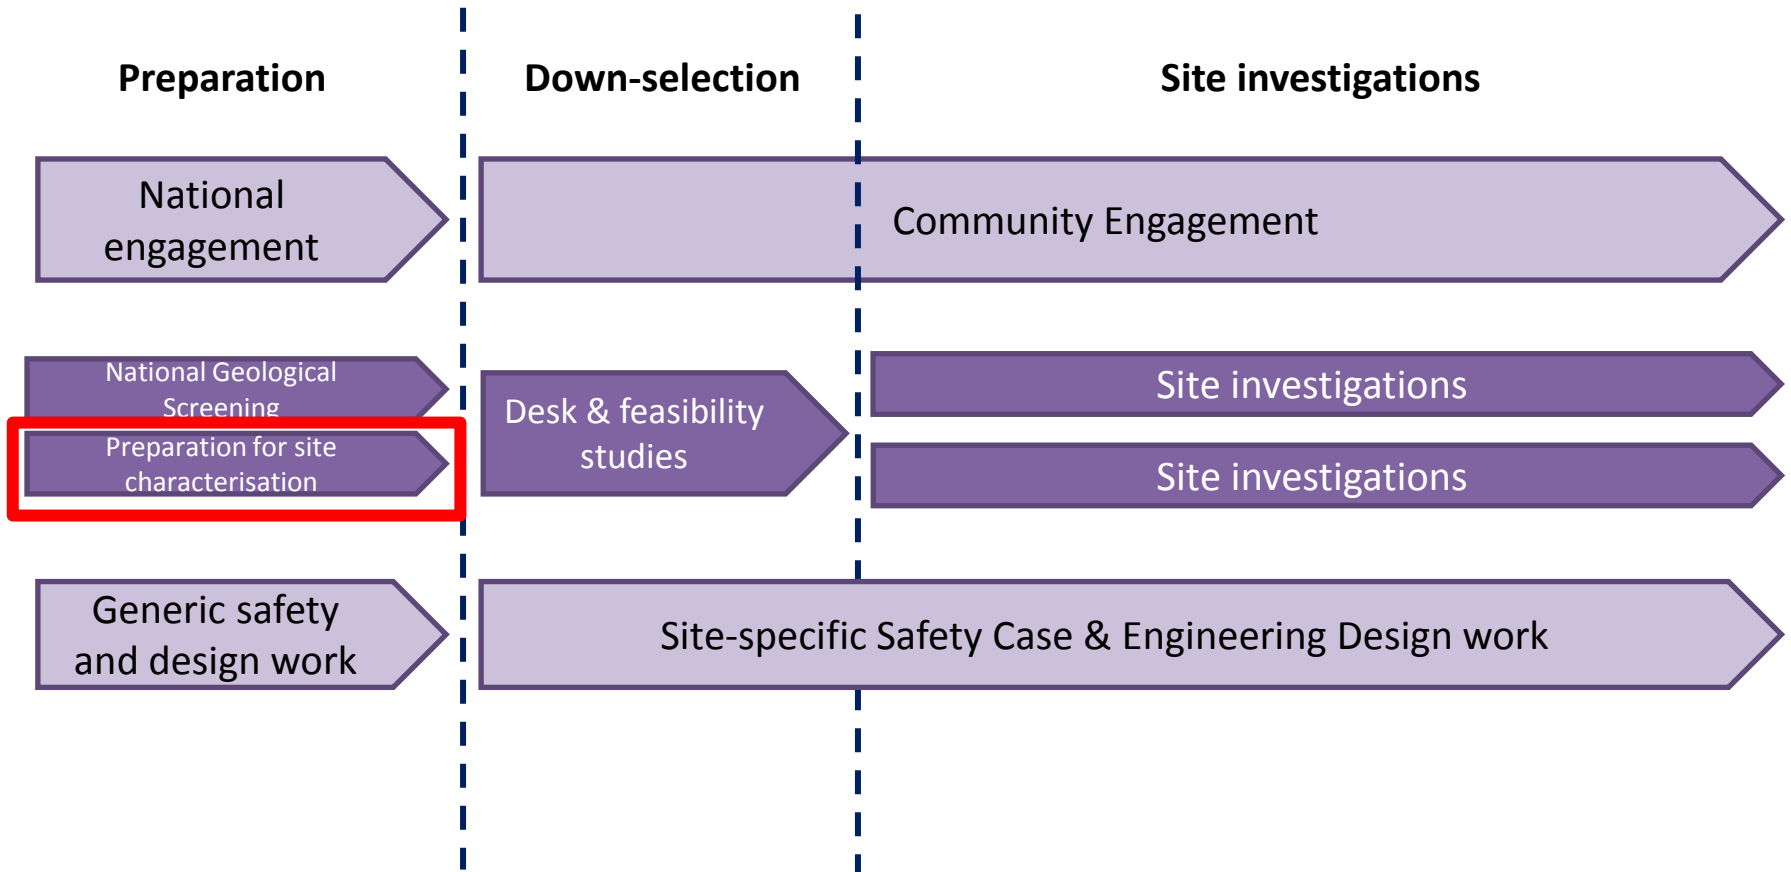 Preparation
Down-selection
Site investigations
National
engagement
Community Engagement
National Geological
Screening
Preparation for site
characterisation
Desk & feasibility
studies
Site investigations
Site investigations
Generic safety
and design work
Site-specific Safety Case & Engineering Design work